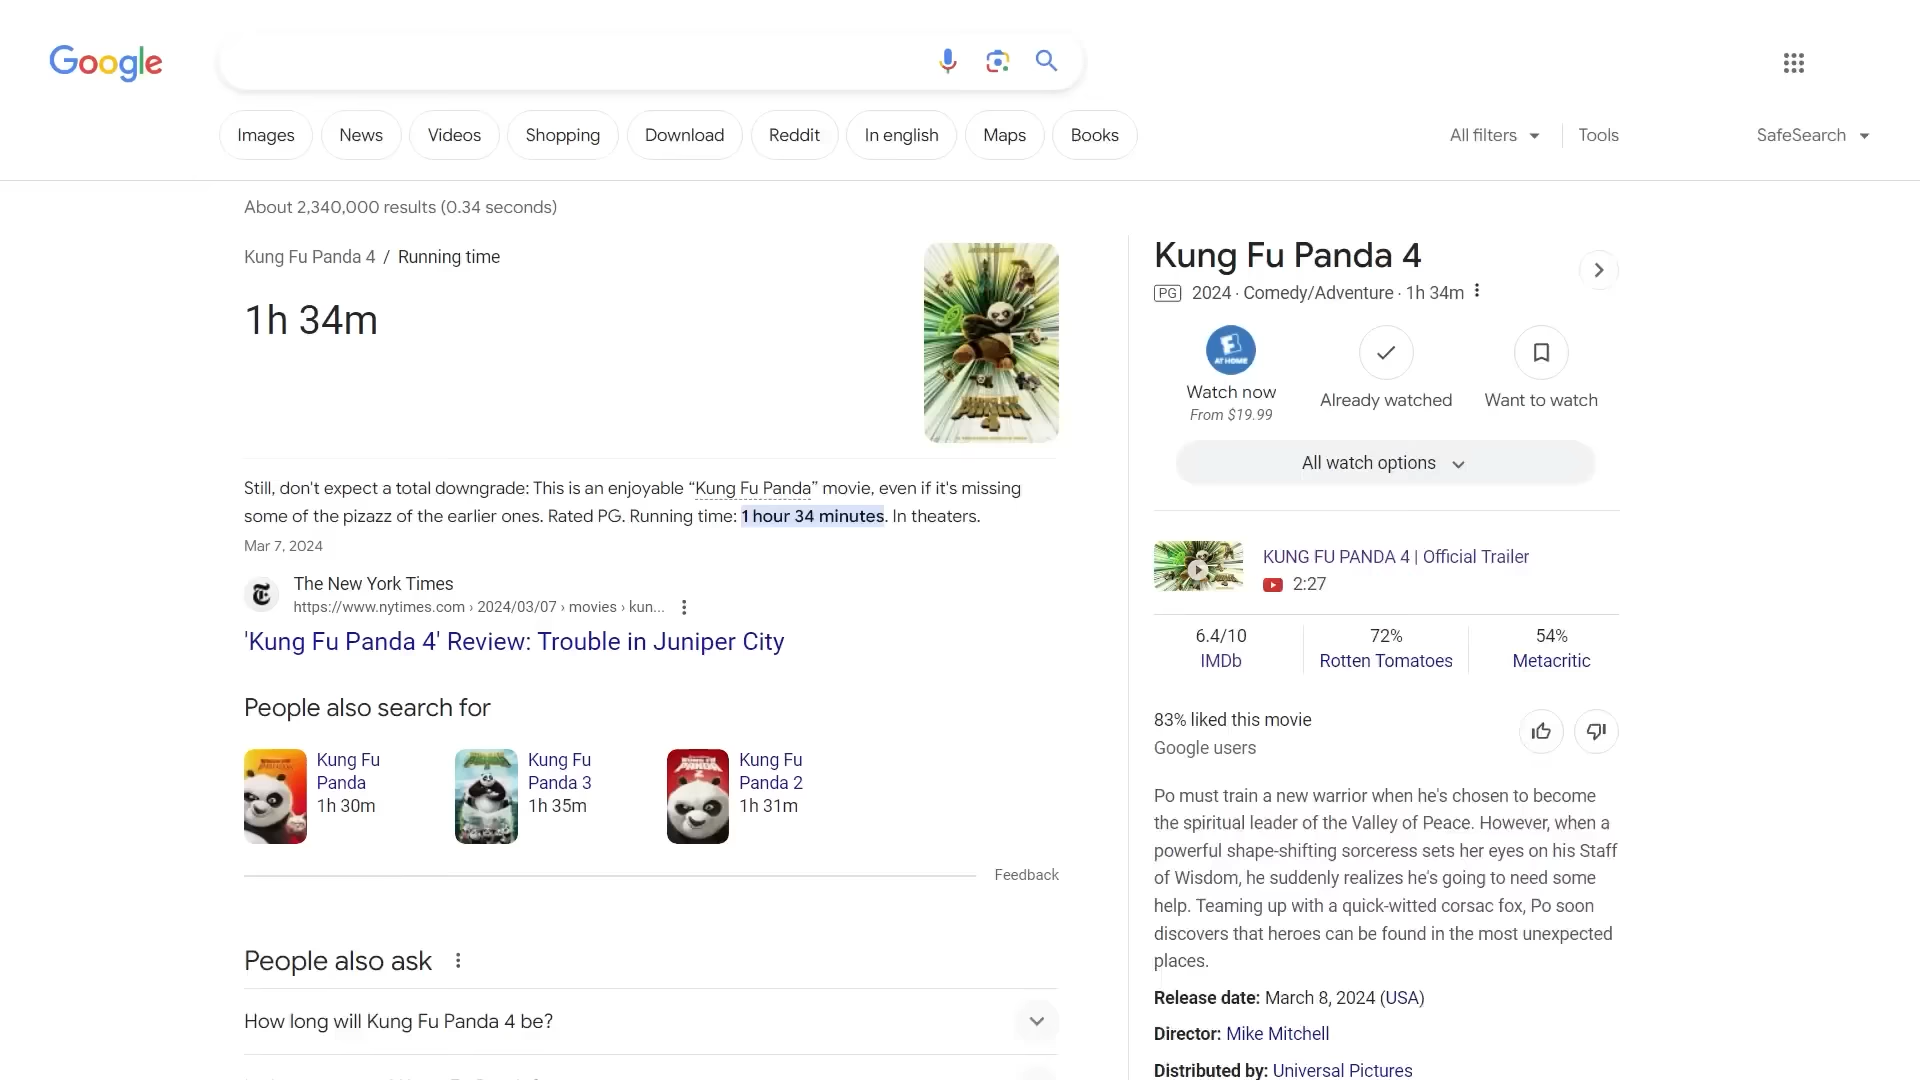 Google
Images
News
Videos
Shopping
Download
Reddit
In english
Maps
Books
All filters
Tools
SafeSearch
About 2,340,000 results (0.34 seconds)
Kung Fu Panda 4 / Running time
1h 34m
Still, don't expect a total downgrade: This is an enjoyable “Kung Fu Panda” movie, even if it's missing
some of the pizazz of the earlier ones. Rated PG. Running time: 1 hour 34 minutes. In theaters.
Mar 7, 2024
The New York Times
https://www.nytimes.com › 2024/03/07 › movies › kun...
'Kung Fu Panda 4' Review: Trouble in Juniper City
People also search for
Kung Fu
Panda
1h 30m
Kung Fu
Panda 3
1h 35m
Kung Fu
Panda 2
1h 31m
Feedback
People also ask
How long will Kung Fu Panda 4 be?
Kung Fu Panda 4
PG 2024 · Comedy/Adventure · 1h 34m
AT HOME
Watch now
From $19.99
Already watched
Want to watch
All watch options
KUNG FU PANDA 4 | Official Trailer
2:27
6.4/10
IMDb
72%
Rotten Tomatoes
54%
Metacritic
83% liked this movie
Google users
Po must train a new warrior when he's chosen to become
the spiritual leader of the Valley of Peace. However, when a
powerful shape-shifting sorceress sets her eyes on his Staff
of Wisdom, he suddenly realizes he's going to need some
help. Teaming up with a quick-witted corsac fox, Po soon
discovers that heroes can be found in the most unexpected
places.
Release date: March 8, 2024 (USA)
Director: Mike Mitchell
Distributed by: Universal Pictures